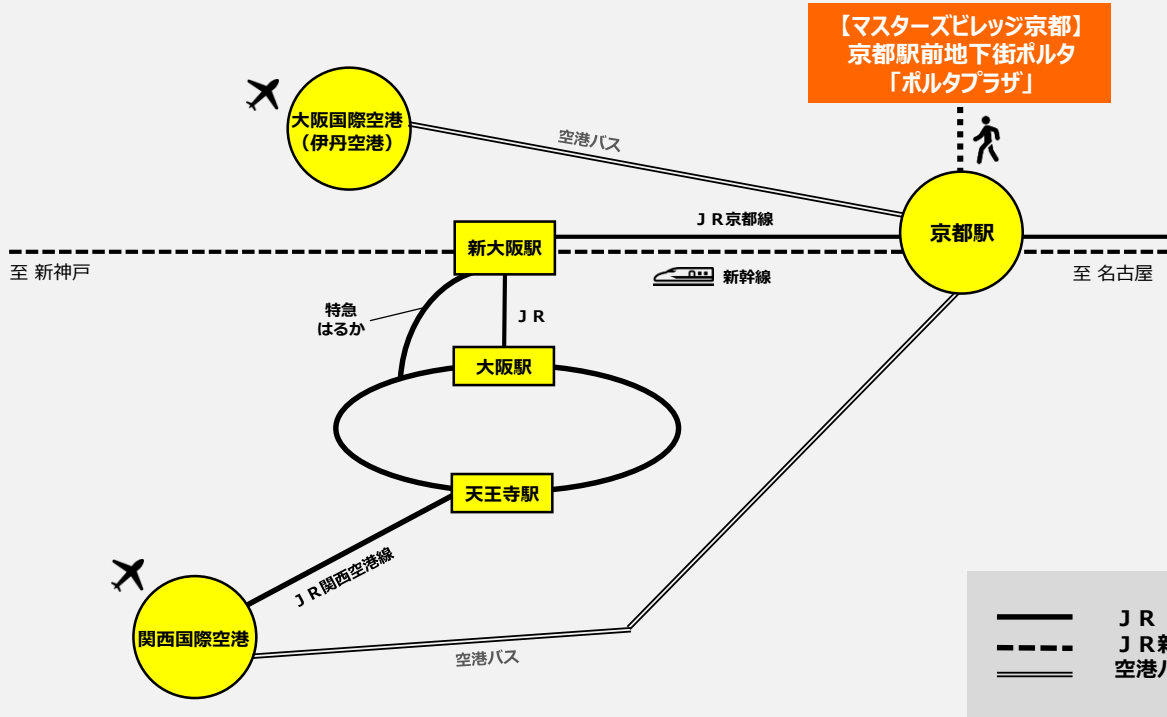 【マスターズビレッジ京都】
京都駅前地下街ポルタ
「ポルタプラザ」
大阪国際空港
（伊丹空港）
空港バス
ＪＲ京都線
京都駅
新大阪駅
至 新神戸
新幹線
至 名古屋
特急
はるか
ＪＲ
大阪駅
天王寺駅
ＪＲ関西空港線
関西国際空港
空港バス
ＪＲ
ＪＲ新
空港バ